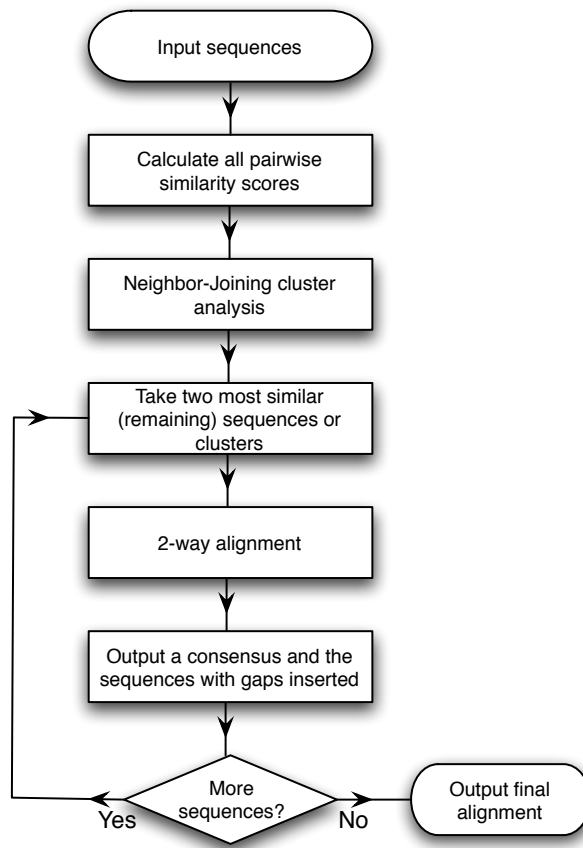 Input sequences
Calculate all pairwise
similarity scores
Neighbor-Joining cluster
analysis
Take two most similar
(remaining) sequences or
clusters
2-way alignment
Output a consensus and the
sequences with gaps inserted
More
sequences?
Yes
No
Output final
alignment